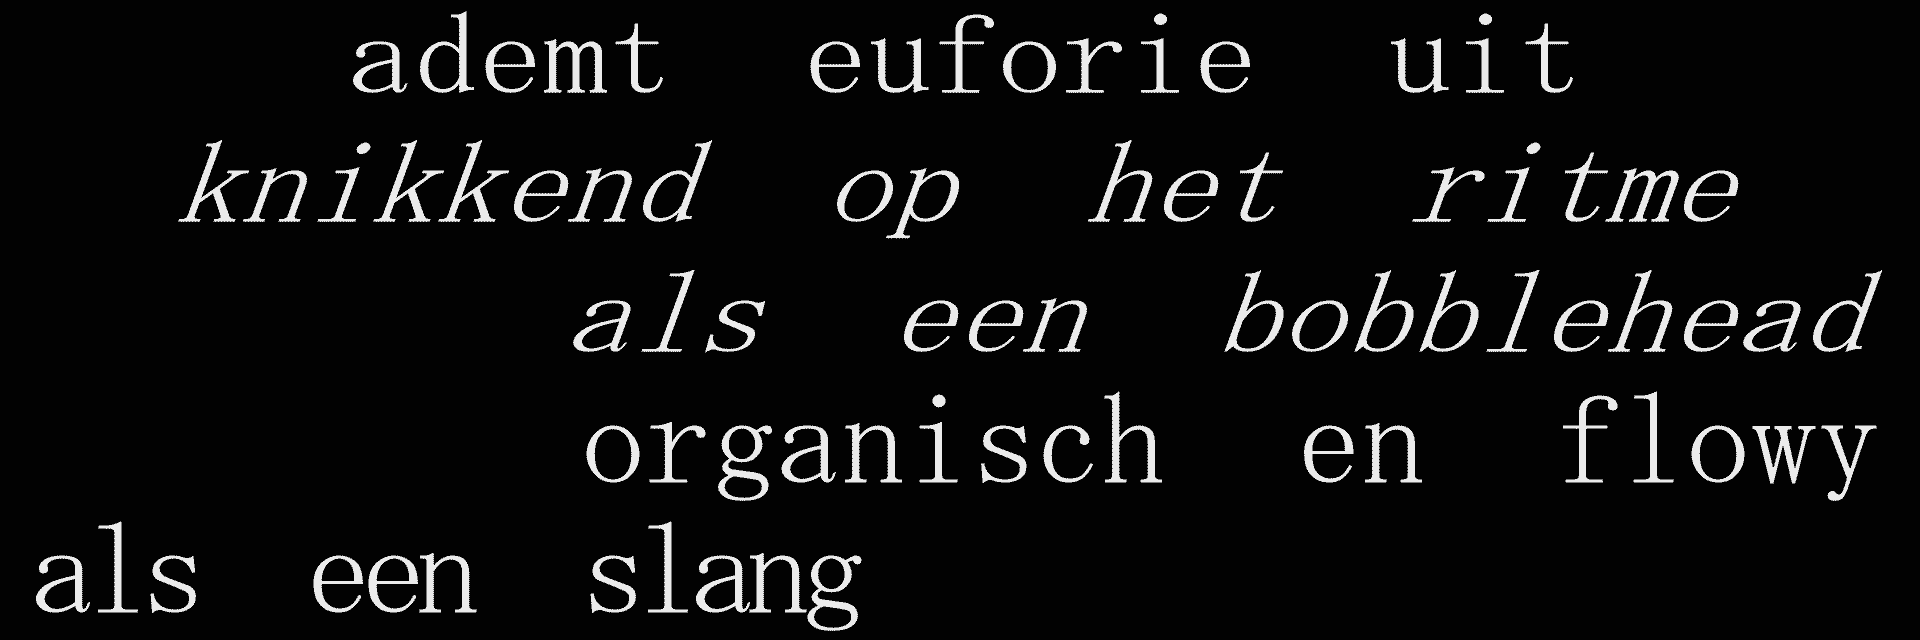 ademt euforie uit
knikkend op het ritme
als een bobblehead
organisch en flowy
als een slang